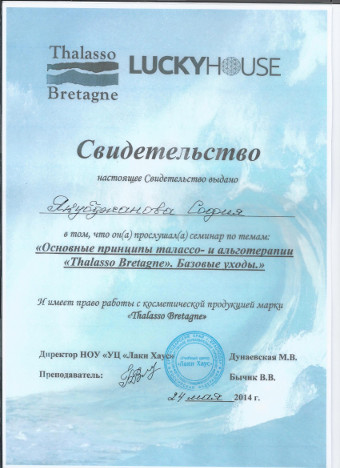 Thalasso
Bretagne
LUCKYHOUSE
Свидетельство
настоящее Свидетельство выдано
София
в том, что он(а) прослушал(а) семинар по темам:
«Основные принципы талассо- и альготерапии
«Thalasso Bretagne». Базовые уходы.»
И имеет право работы с косметической продукцией марки
«Thalasso Bretagne»
Директор НОУ «УЦ «Лаки Хаус» Дунаевская М.В.
Преподаватель: Бычик В.В.
24 мая 2014 г.